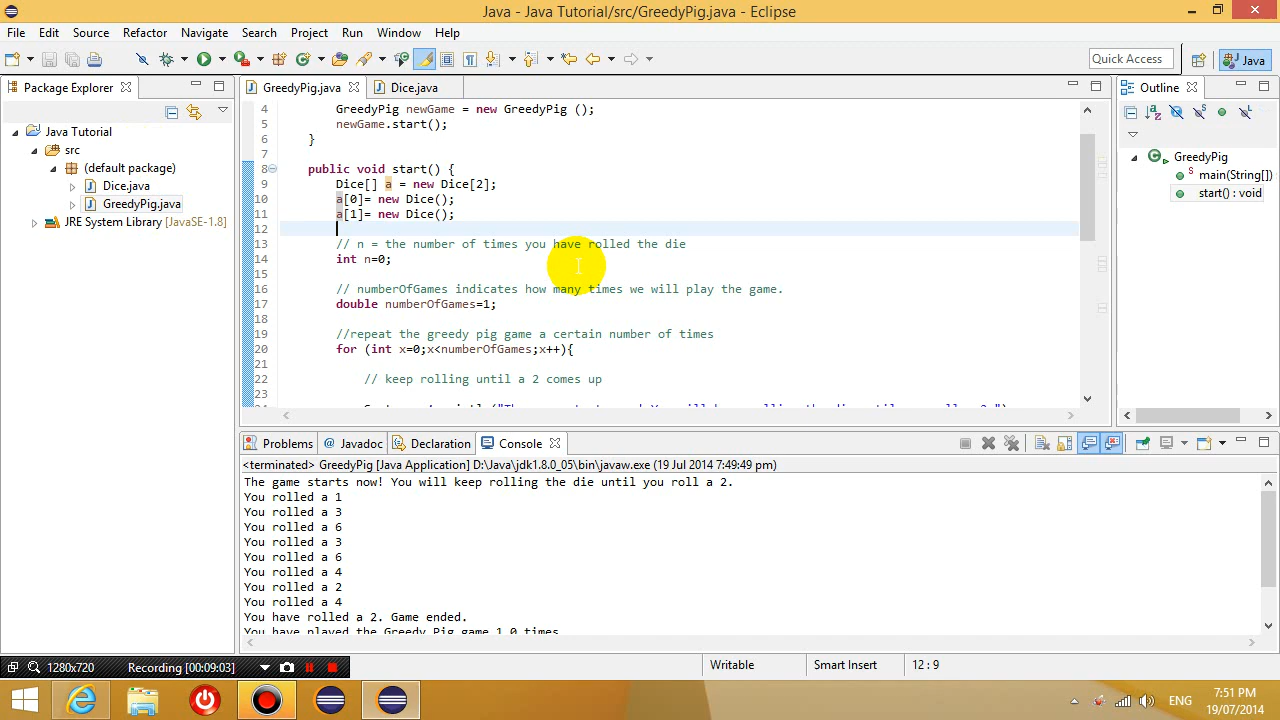 Java - Java Tutorial/src/GreedyPig.java - Eclipse
File Edit Source Refactor Navigate Search Project Run Window Help
Quick Access
Java
Package Explorer
GreedyPig.java
Dice.java
Outline
Java Tutorial
src
(default package)
Dice.java
GreedyPig.java
JRE System Library [JavaSE-1.8]
4 GreedyPig newGame = new GreedyPig ();
5 newGame.start();
6 }
7
8 public void start() {
9 Dice[] a = new Dice[2];
10 a[0]= new Dice();
11 a[1]= new Dice();
12
13 // n = the number of times you have rolled the die
14 int n=0;
15
16 // numberOfGames indicates how many times we will play the game.
17 double numberOfGames=1;
18
19 //repeat the greedy pig game a certain number of times
20 for (int x=0;x<numberOfGames;x++){
21
22 // keep rolling until a 2 comes up
23
GreedyPig
main(String[])
start() : void
Problems
@ Javadoc
Declaration
Console
<terminated> GreedyPig [Java Application] D:\Java\jdk1.8.0_05\bin\javaw.exe (19 Jul 2014 7:49:49 pm)
The game starts now! You will keep rolling the die until you roll a 2.
You rolled a 1
You rolled a 3
You rolled a 6
You rolled a 3
You rolled a 6
You rolled a 4
You rolled a 2
You rolled a 4
You have rolled a 2. Game ended.
You have played the Greedy Pig game 1.0 times
Writable
Smart Insert
12 : 9
1280x720
Recording [00:09:03]
ENG
7:51 PM
19/07/2014